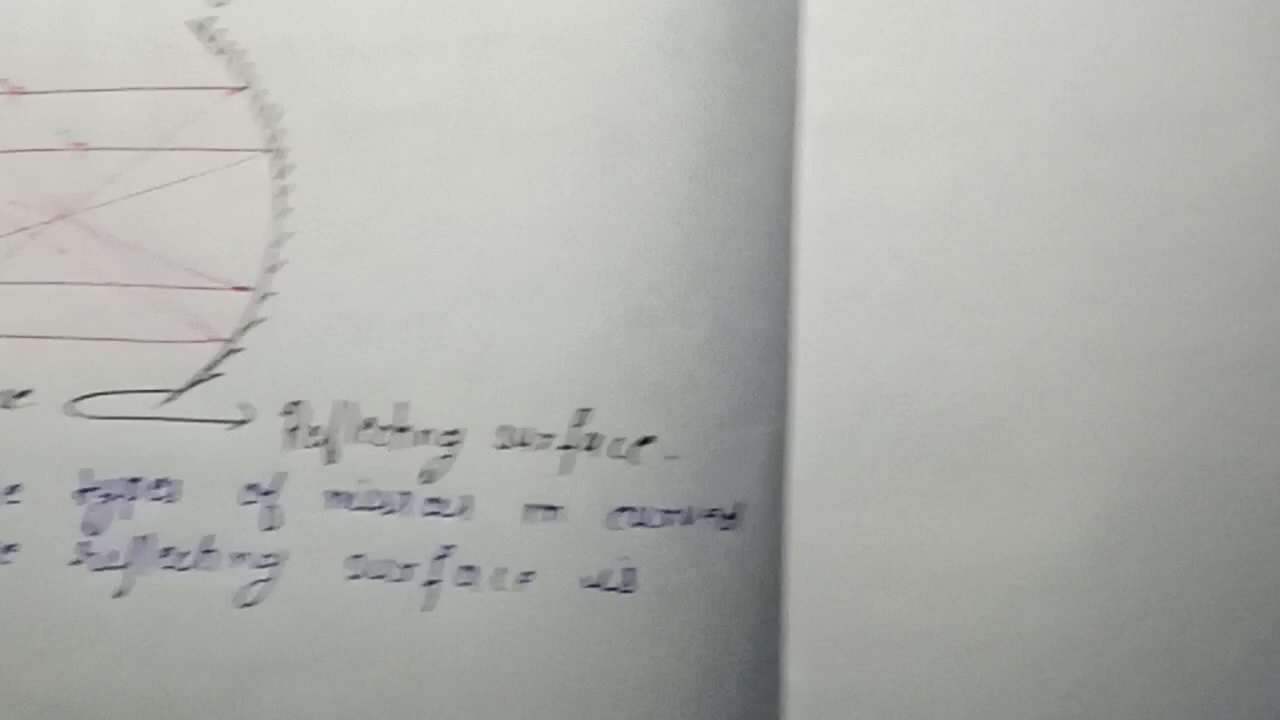 Reflecting surface.
types of mirror in curved
reflecting surface is